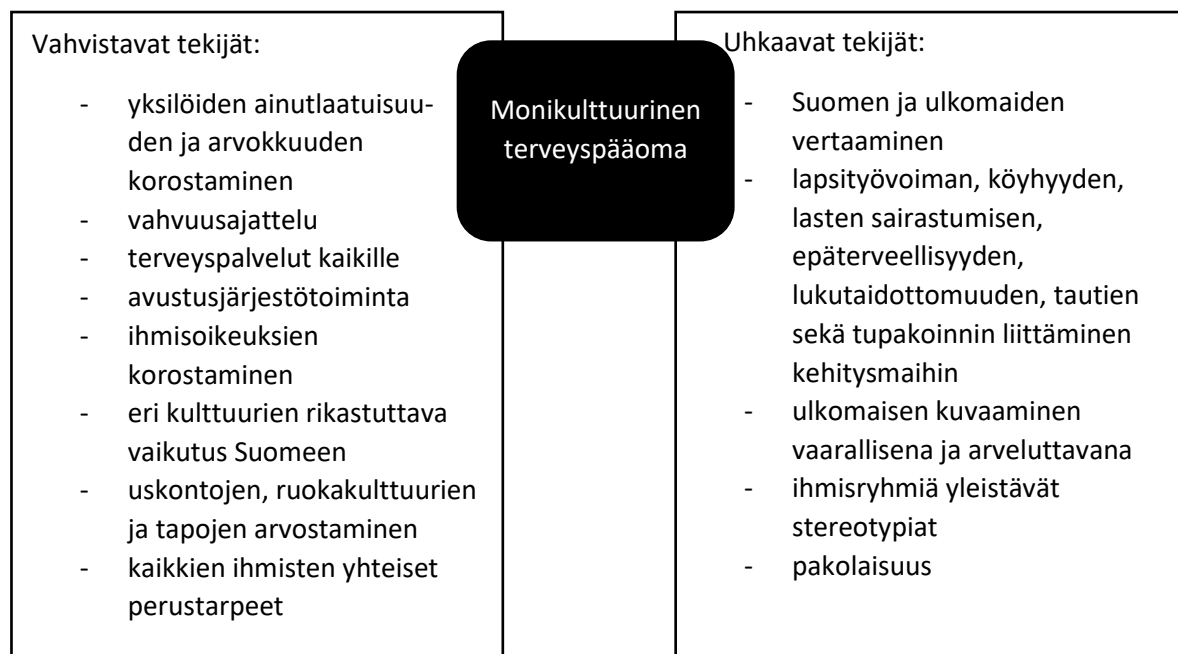 Vahvistavat tekijät:
- yksilöiden ainutlaatuisuu-
den ja arvokkuuden
korostaminen
- vahvuusajattelu
- terveyspalvelut kaikille
- avustusjärjestötoiminta
- ihmisoikeuksien
korostaminen
- eri kulttuurien rikastuttava
vaikutus Suomeen
- uskontojen, ruokakulttuurien
ja tapojen arvostaminen
- kaikkien ihmisten yhteiset
perustarpeet
Monikulttuurinen
terveyspääoma
Uhkaavat tekijät:
- Suomen ja ulkomaiden
vertaaminen
- lapsityövoiman, köyhyyden,
lasten sairastumisen,
epäterveellisyyden,
lukutaidottomuuden, tautien
sekä tupakoinnin liittäminen
kehitysmaihin
- ulkomaisen kuvaaminen
vaarallisena ja arveluttavana
- ihmisryhmiä yleistävät
stereotypiat
- pakolaisuus